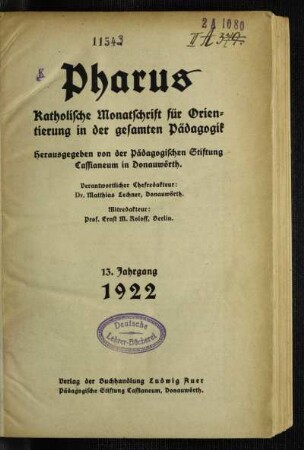 11543
2A 1080
Pharus
Katholische Monatschrift für Orien-
tierung in der gesamten Pädagogik
Herausgegeben von der Pädagogischen Stiftung
Cassianeum in Donauwörth.
Verantwortlicher Chefredakteur:
Dr. Matthias Lechner, Donauwörth.
Mitredakteur:
Prof. Ernst M. Roloff, Berlin.
13. Jahrgang
1922
Deutsche
Lehrer-Bücherei
Verlag der Buchhandlung Ludwig Auer
Pädagogische Stiftung Cassianeum, Donauwörth.